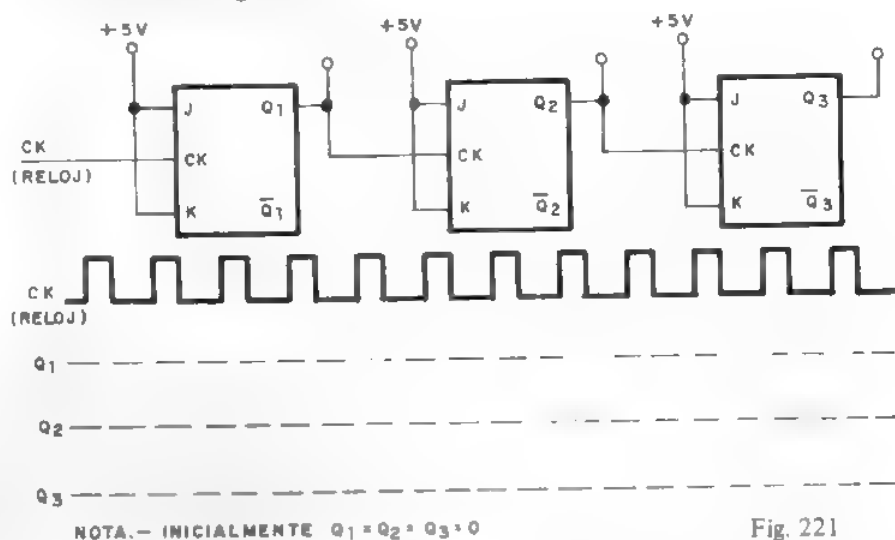 +5V +5V +5V
J Q1 J Q2 J Q3
CK
(RELOJ) CK CK CK
K Q̅1 K Q̅2 K Q̅3
CK
(RELOJ)
Q1
Q2
Q3
NOTA.- INICIALMENTE Q1=Q2=Q3=0
Fig. 221